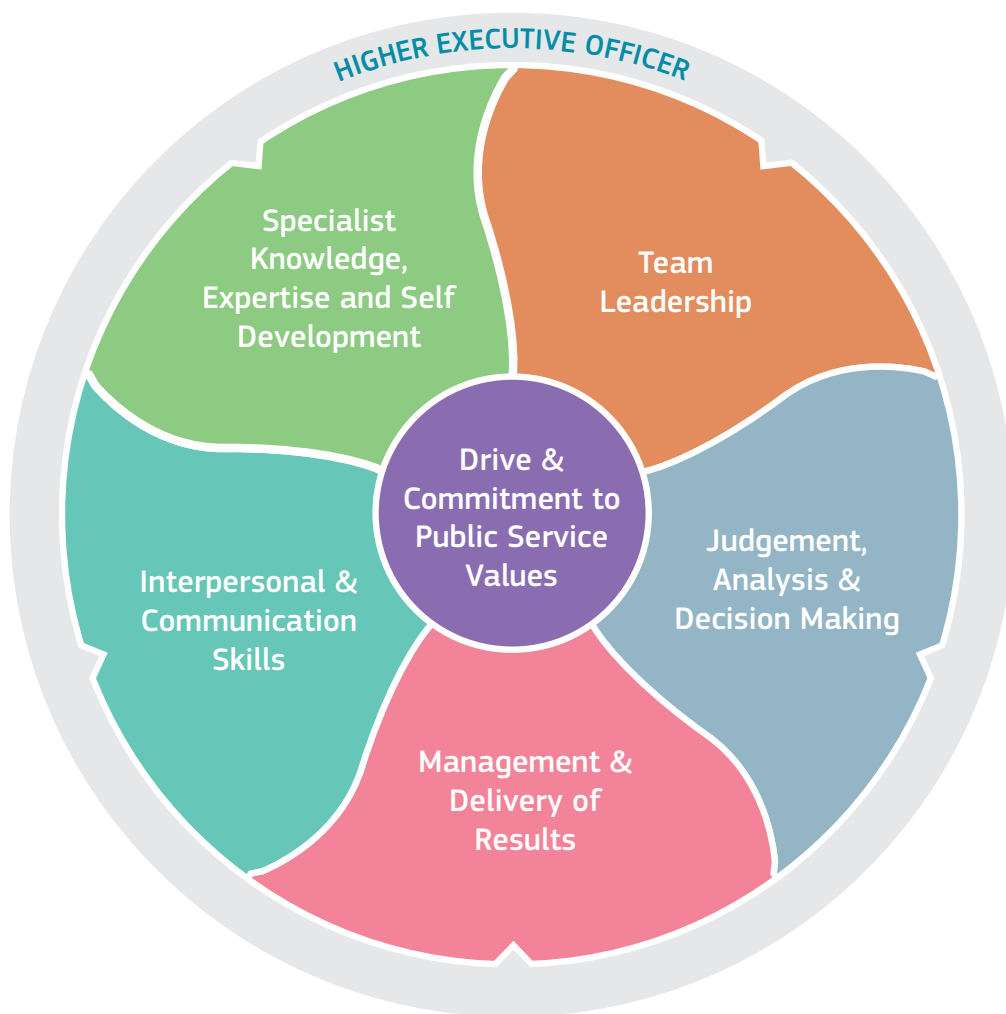 HIGHER EXECUTIVE OFFICER
Specialist
Knowledge,
Expertise and Self
Development
Team
Leadership
Drive &
Commitment to
Public Service
Values
Judgement,
Analysis &
Decision Making
Interpersonal &
Communication
Skills
Management &
Delivery of
Results